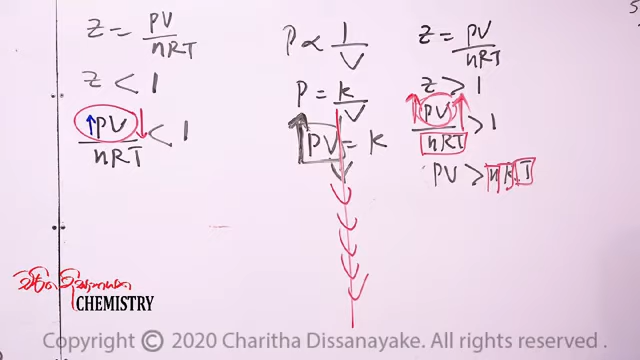 Z = PV/nRT
Z < 1
↑PV↓/nRT < 1
P ∝ 1/V
P = k/V
PV = k
Z = PV/nRT
Z > 1
↑PV↑/nRT > 1
PV > nRT
5
CHEMISTRY
Copyright © 2020 Charitha Dissanayake. All rights reserved .